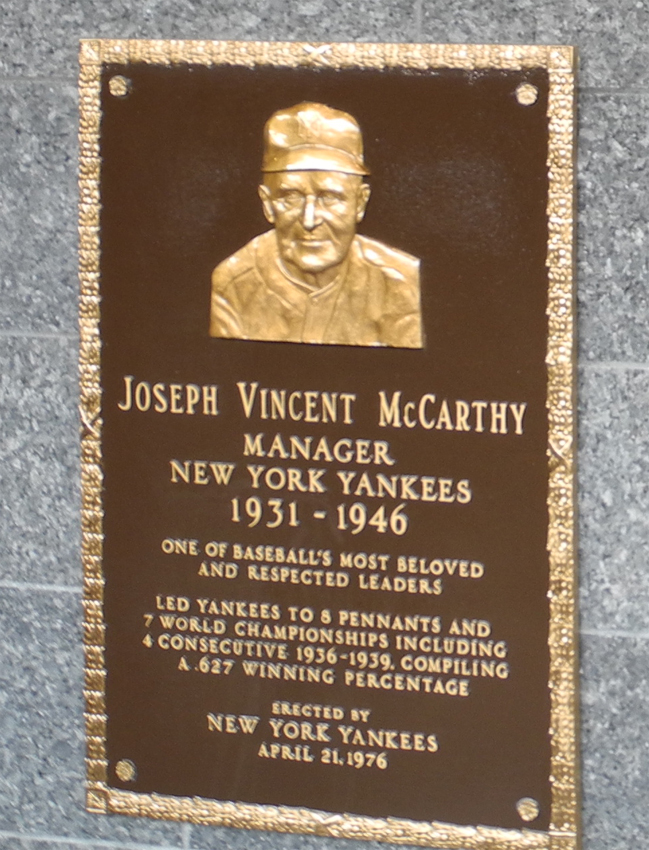 JOSEPH VINCENT McCARTHY
MANAGER
NEW YORK YANKEES
1931 - 1946
ONE OF BASEBALL'S MOST BELOVED
AND RESPECTED LEADERS
LED YANKEES TO 8 PENNANTS AND
7 WORLD CHAMPIONSHIPS INCLUDING
4 CONSECUTIVE 1936-1939, COMPILING
A .627 WINNING PERCENTAGE
ERECTED BY
NEW YORK YANKEES
APRIL 21, 1976